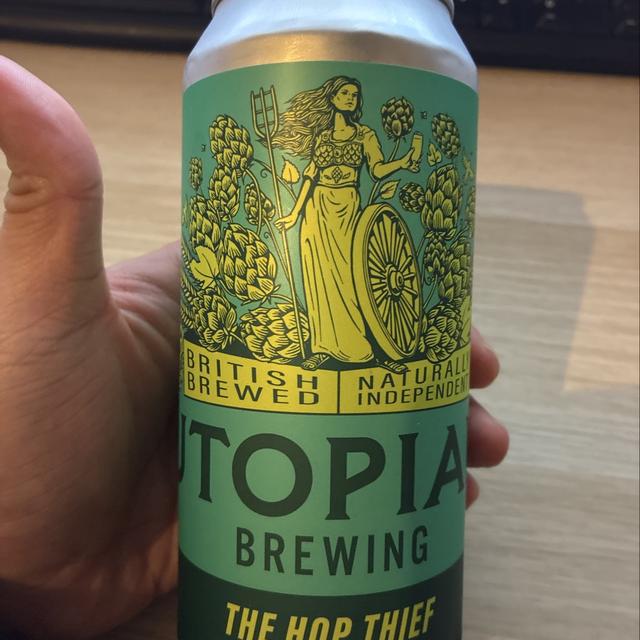 BRITISH BREWED
NATURALLY INDEPENDENT
UTOPIA
BREWING
THE HOP THIEF